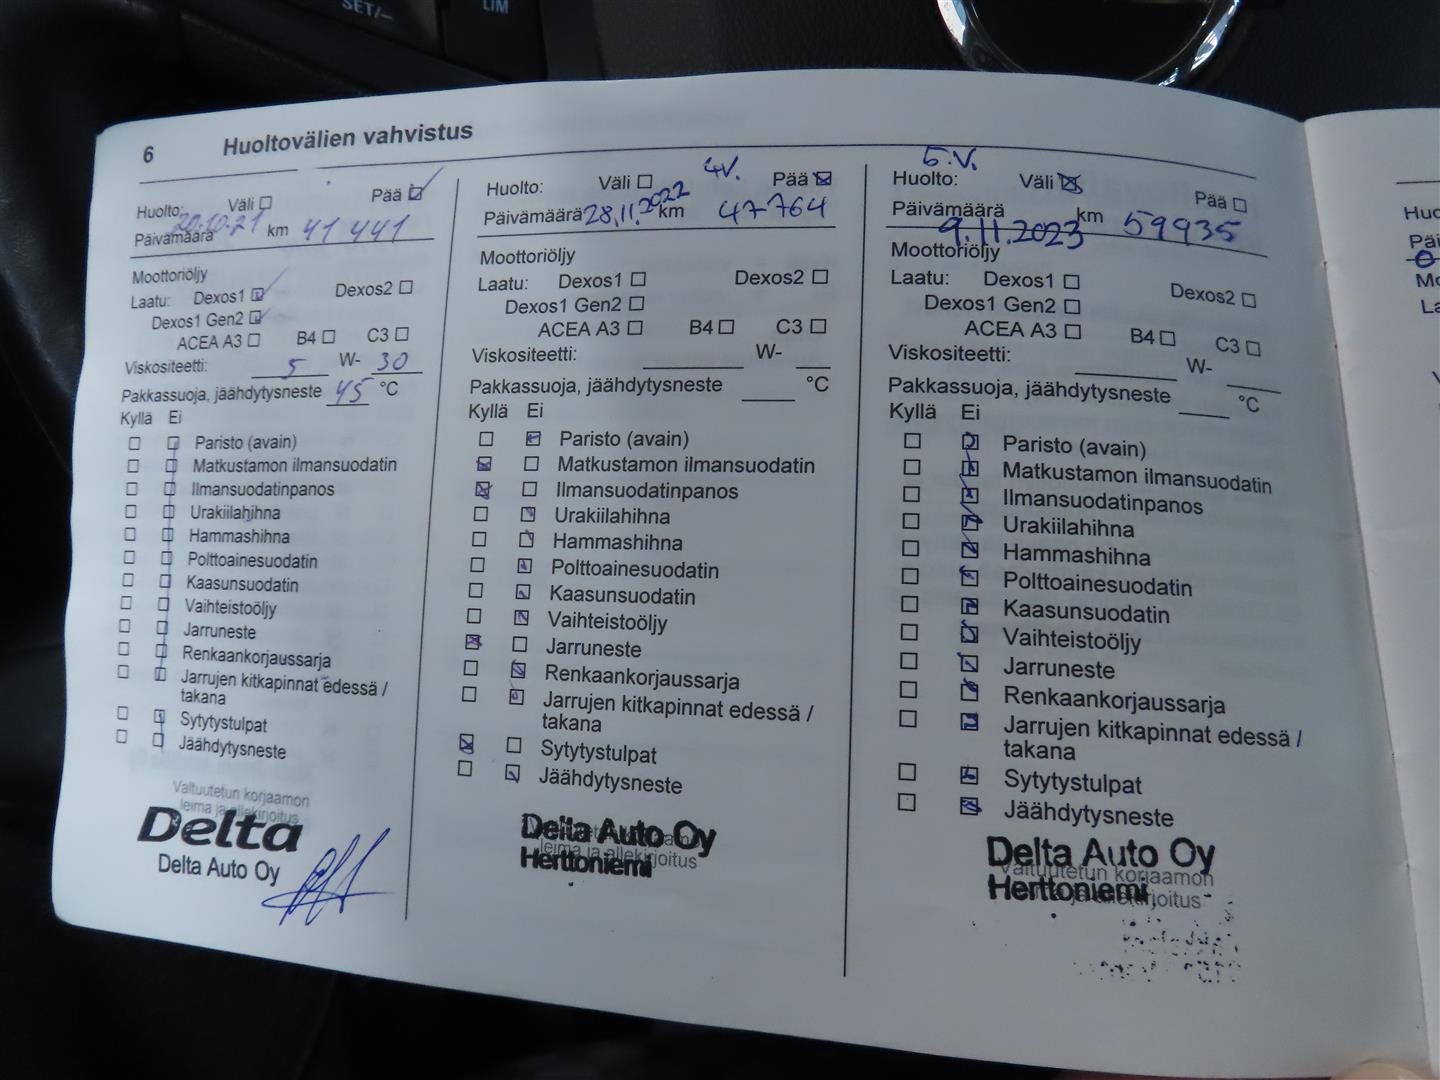 SET/–
LIM
6 Huoltovälien vahvistus
Huolto: Väli ☐ Pää ☑
Päivämäärä 20.10.21 km 41 441
Moottoriöljy
Laatu: Dexos1 ☑ Dexos2 ☐
Dexos1 Gen2 ☑
ACEA A3 ☐ B4 ☐ C3 ☐
Viskositeetti: 5 W- 30
Pakkassuoja, jäähdytysneste 45 °C
Kyllä Ei
Paristo (avain)
Matkustamon ilmansuodatin
Ilmansuodatinpanos
Urakiilahihna
Hammashihna
Polttoainesuodatin
Kaasunsuodatin
Vaihteistoöljy
Jarruneste
Renkaankorjaussarja
Jarrujen kitkapinnat edessä /
takana
Sytytystulpat
Jäähdytysneste
Valtuutetun korjaamon
leima ja allekirjoitus
Delta
Delta Auto Oy
4V.
Huolto: Väli ☐ Pää ☒
Päivämäärä 28.11.2022 km 47764
Moottoriöljy
Laatu: Dexos1 ☐ Dexos2 ☐
Dexos1 Gen2 ☐
ACEA A3 ☐ B4 ☐ C3 ☐
Viskositeetti: W-
Pakkassuoja, jäähdytysneste °C
Kyllä Ei
Paristo (avain)
Matkustamon ilmansuodatin
Ilmansuodatinpanos
Urakiilahihna
Hammashihna
Polttoainesuodatin
Kaasunsuodatin
Vaihteistoöljy
Jarruneste
Renkaankorjaussarja
Jarrujen kitkapinnat edessä /
takana
Sytytystulpat
Jäähdytysneste
Delta Auto Oy
leima ja allekirjoitus
Herttoniemi
5.V.
Huolto: Väli ☒ Pää ☐
Päivämäärä 9.11.2023 km 59935
Moottoriöljy
Laatu: Dexos1 ☐ Dexos2 ☐
Dexos1 Gen2 ☐
ACEA A3 ☐ B4 ☐ C3 ☐
Viskositeetti: W-
Pakkassuoja, jäähdytysneste °C
Kyllä Ei
Paristo (avain)
Matkustamon ilmansuodatin
Ilmansuodatinpanos
Urakiilahihna
Hammashihna
Polttoainesuodatin
Kaasunsuodatin
Vaihteistoöljy
Jarruneste
Renkaankorjaussarja
Jarrujen kitkapinnat edessä /
takana
Sytytystulpat
Jäähdytysneste
Delta Auto Oy
Valtuutetun korjaamon
Herttoniemi